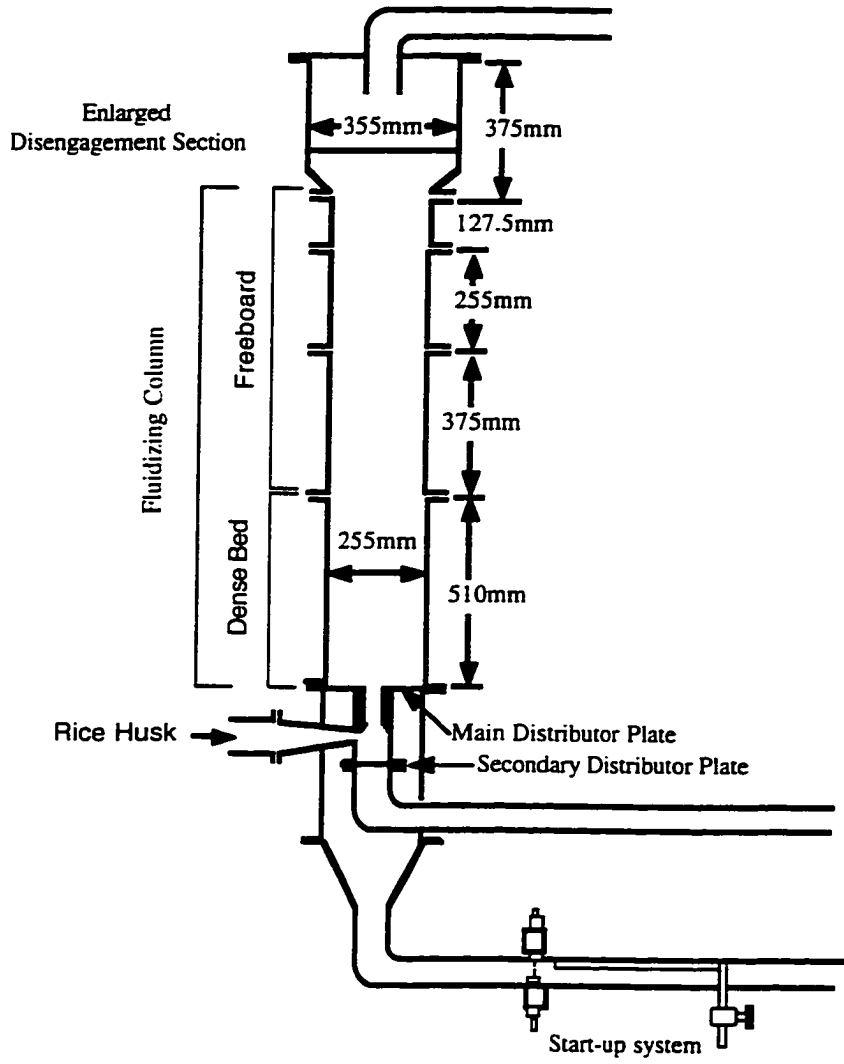 Enlarged
Disengagement Section
355mm
375mm
127.5mm
255mm
Freeboard
Fluidizing Column
375mm
255mm
Dense Bed
510mm
Rice Husk
Main Distributor Plate
Secondary Distributor Plate
Start-up system